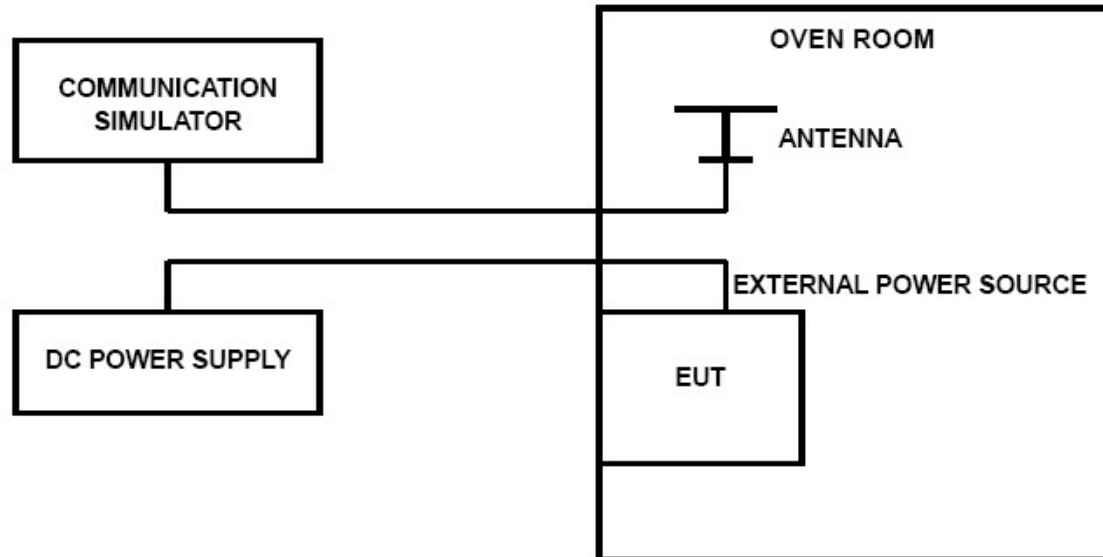 OVEN ROOM
COMMUNICATION
SIMULATOR
ANTENNA
EXTERNAL POWER SOURCE
DC POWER SUPPLY
EUT